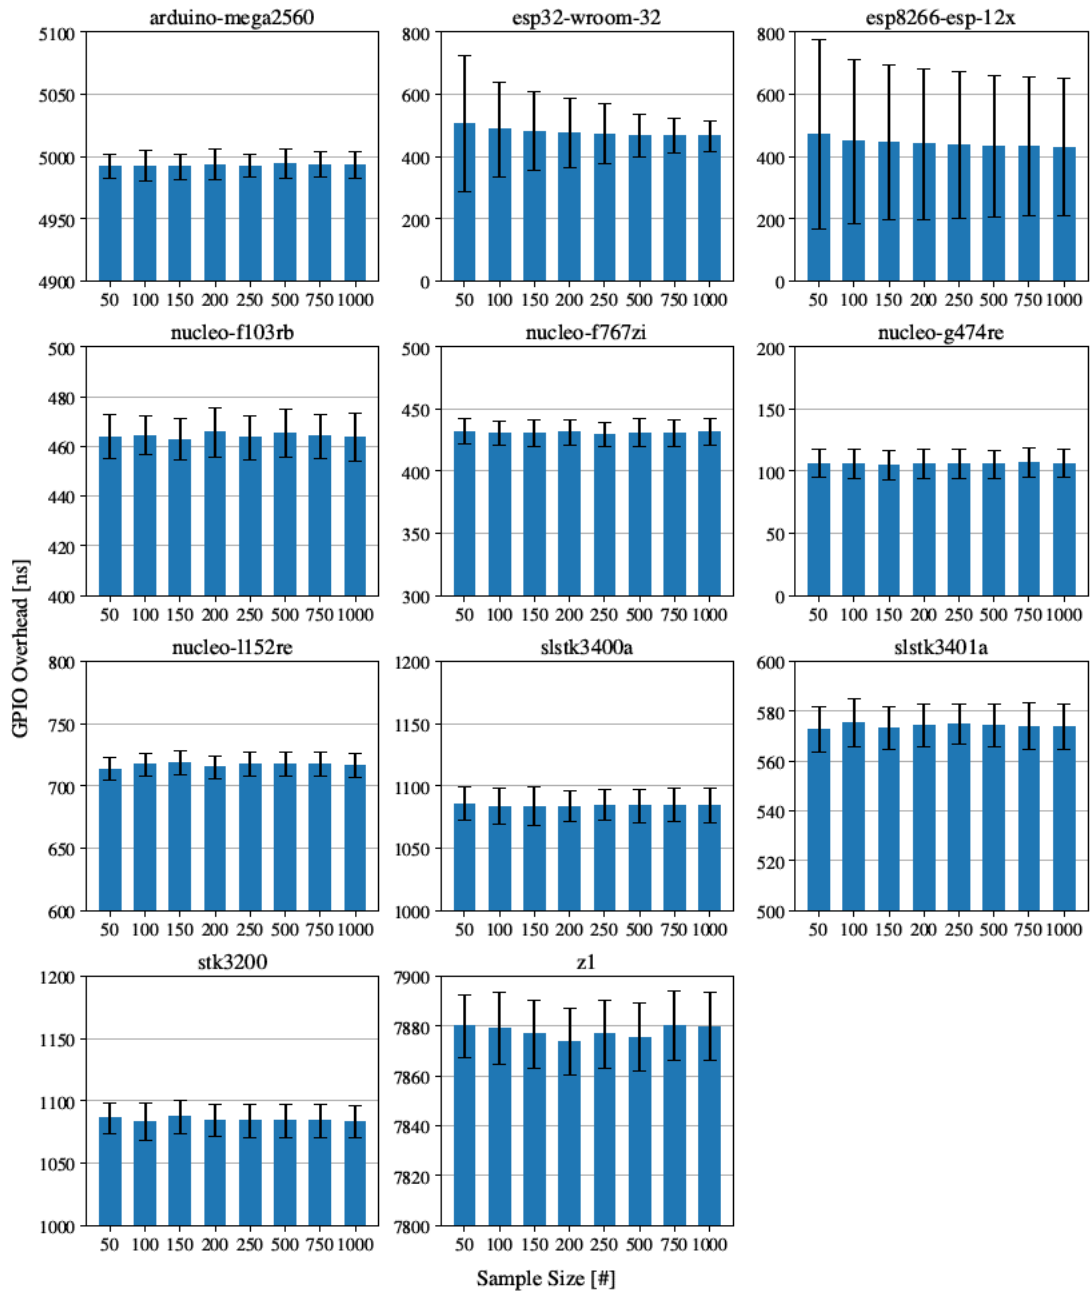 arduino-mega2560
esp32-wroom-32
esp8266-esp-12x
5100
5050
5000
4950
4900
50 100 150 200 250 500 750 1000
800
600
400
200
0
50 100 150 200 250 500 750 1000
800
600
400
200
0
50 100 150 200 250 500 750 1000
nucleo-f103rb
nucleo-f767zi
nucleo-g474re
500
480
460
440
420
400
50 100 150 200 250 500 750 1000
500
450
400
350
300
50 100 150 200 250 500 750 1000
200
150
100
50
0
50 100 150 200 250 500 750 1000
GPIO Overhead [ns]
nucleo-l152re
slstk3400a
slstk3401a
800
750
700
650
600
50 100 150 200 250 500 750 1000
1200
1150
1100
1050
1000
50 100 150 200 250 500 750 1000
600
580
560
540
520
500
50 100 150 200 250 500 750 1000
stk3200
z1
1200
1150
1100
1050
1000
50 100 150 200 250 500 750 1000
7900
7880
7860
7840
7820
7800
50 100 150 200 250 500 750 1000
Sample Size [#]